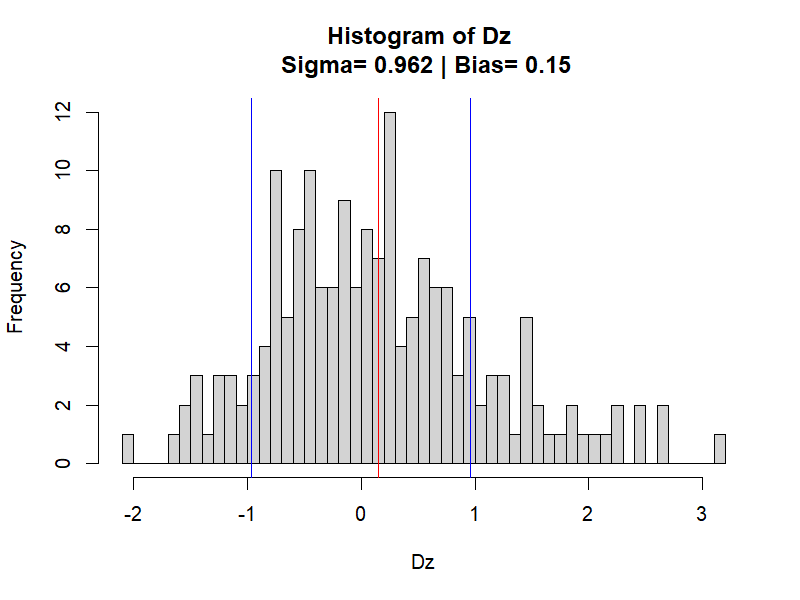 Histogram of Dz
Sigma= 0.962 | Bias= 0.15
Frequency
12
10
8
6
4
2
0
-2 -1 0 1 2 3
Dz